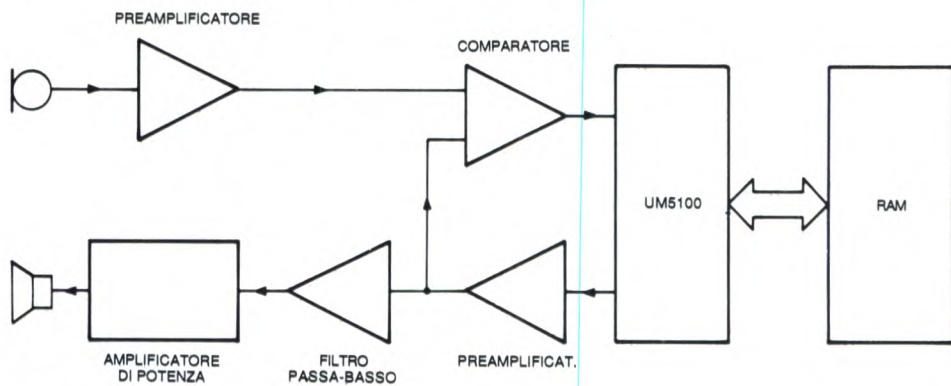 PREAMPLIFICATORE
COMPARATORE
UM5100
RAM
AMPLIFICATORE
DI POTENZA
FILTRO
PASSA-BASSO
PREAMPLIFICAT.